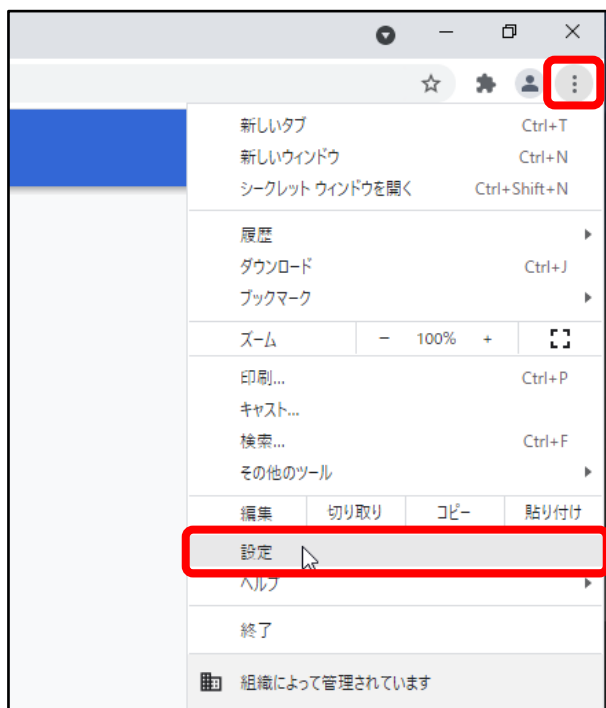 新しいタブ Ctrl+T
新しいウィンドウ Ctrl+N
シークレット ウィンドウを開く Ctrl+Shift+N
履歴
ダウンロード Ctrl+J
ブックマーク
ズーム − 100% +
印刷... Ctrl+P
キャスト...
検索... Ctrl+F
その他のツール
編集 切り取り コピー 貼り付け
設定
ヘルプ
終了
組織によって管理されています